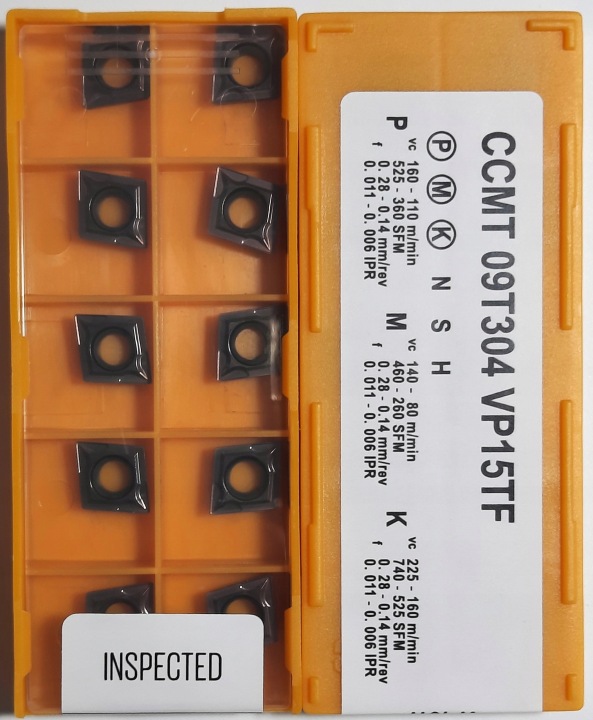 CCMT 09T304 VP15TF
P M K N S H
P vc 160 - 110 m/min
525 - 360 SFM
f 0.28 - 0.14 mm/rev
0.011 - 0.006 IPR
M vc 140 - 80 m/min
460 - 260 SFM
f 0.28 - 0.14 mm/rev
0.011 - 0.006 IPR
K vc 225 - 160 m/min
740 - 525 SFM
f 0.28 - 0.14 mm/rev
0.011 - 0.006 IPR
INSPECTED